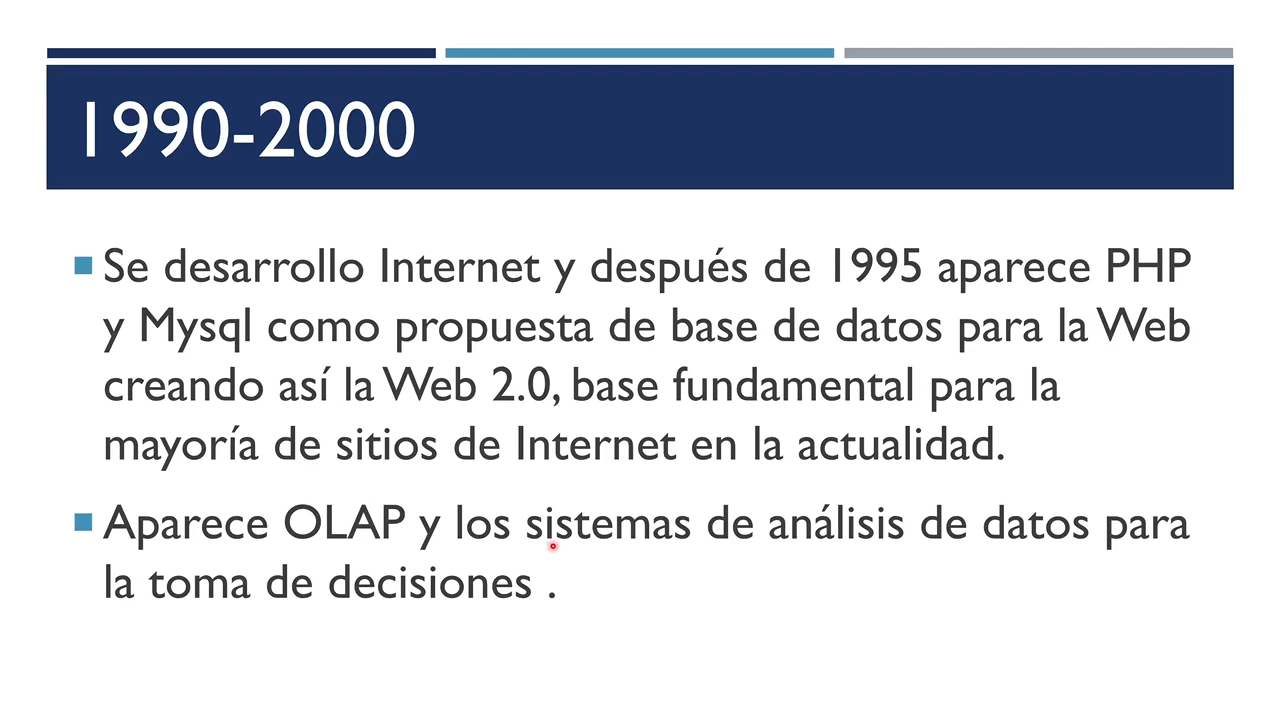 1990-2000
Se desarrollo Internet y después de 1995 aparece PHP
y Mysql como propuesta de base de datos para la Web
creando así la Web 2.0, base fundamental para la
mayoría de sitios de Internet en la actualidad.
Aparece OLAP y los sistemas de análisis de datos para
la toma de decisiones .